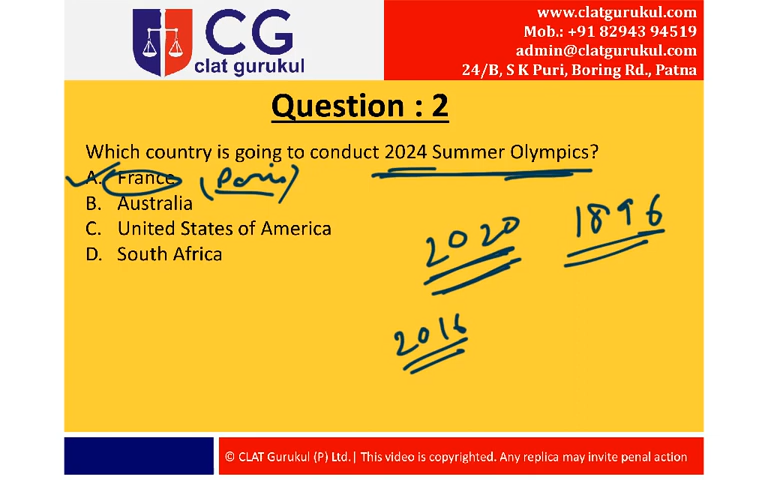 CG
clat gurukul
www.clatgurukul.com
Mob.: +91 82943 94519
admin@clatgurukul.com
24/B, S K Puri, Boring Rd., Patna
Question : 2
Which country is going to conduct 2024 Summer Olympics?
A. France (Paris)
B. Australia
C. United States of America
D. South Africa
2020 1896
2016
© CLAT Gurukul (P) Ltd.| This video is copyrighted. Any replica may invite penal action